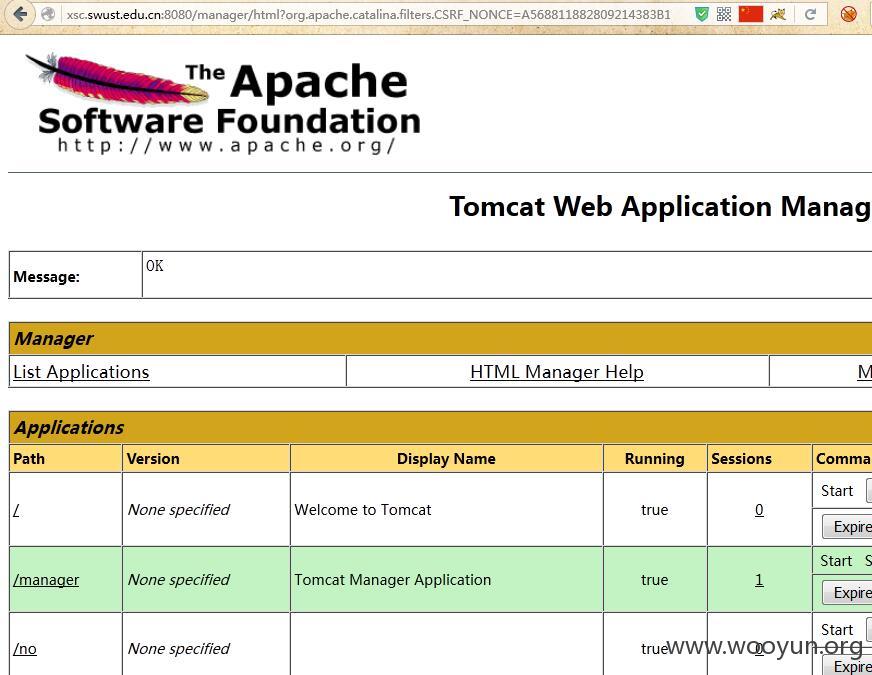 xsc.swust.edu.cn:8080/manager/html?org.apache.catalina.filters.CSRF_NONCE=A568811882809214383B1
The Apache
Software Foundation
http://www.apache.org/
Tomcat Web Application Manag
Message:
OK
Manager
List Applications
HTML Manager Help
M
Applications
Path
Version
Display Name
Running
Sessions
Comma
/
None specified
Welcome to Tomcat
true
0
Start
Expire
/manager
None specified
Tomcat Manager Application
true
1
Start S
Expire
/no
None specified
true
0
Start
Expire
www.wooyun.org